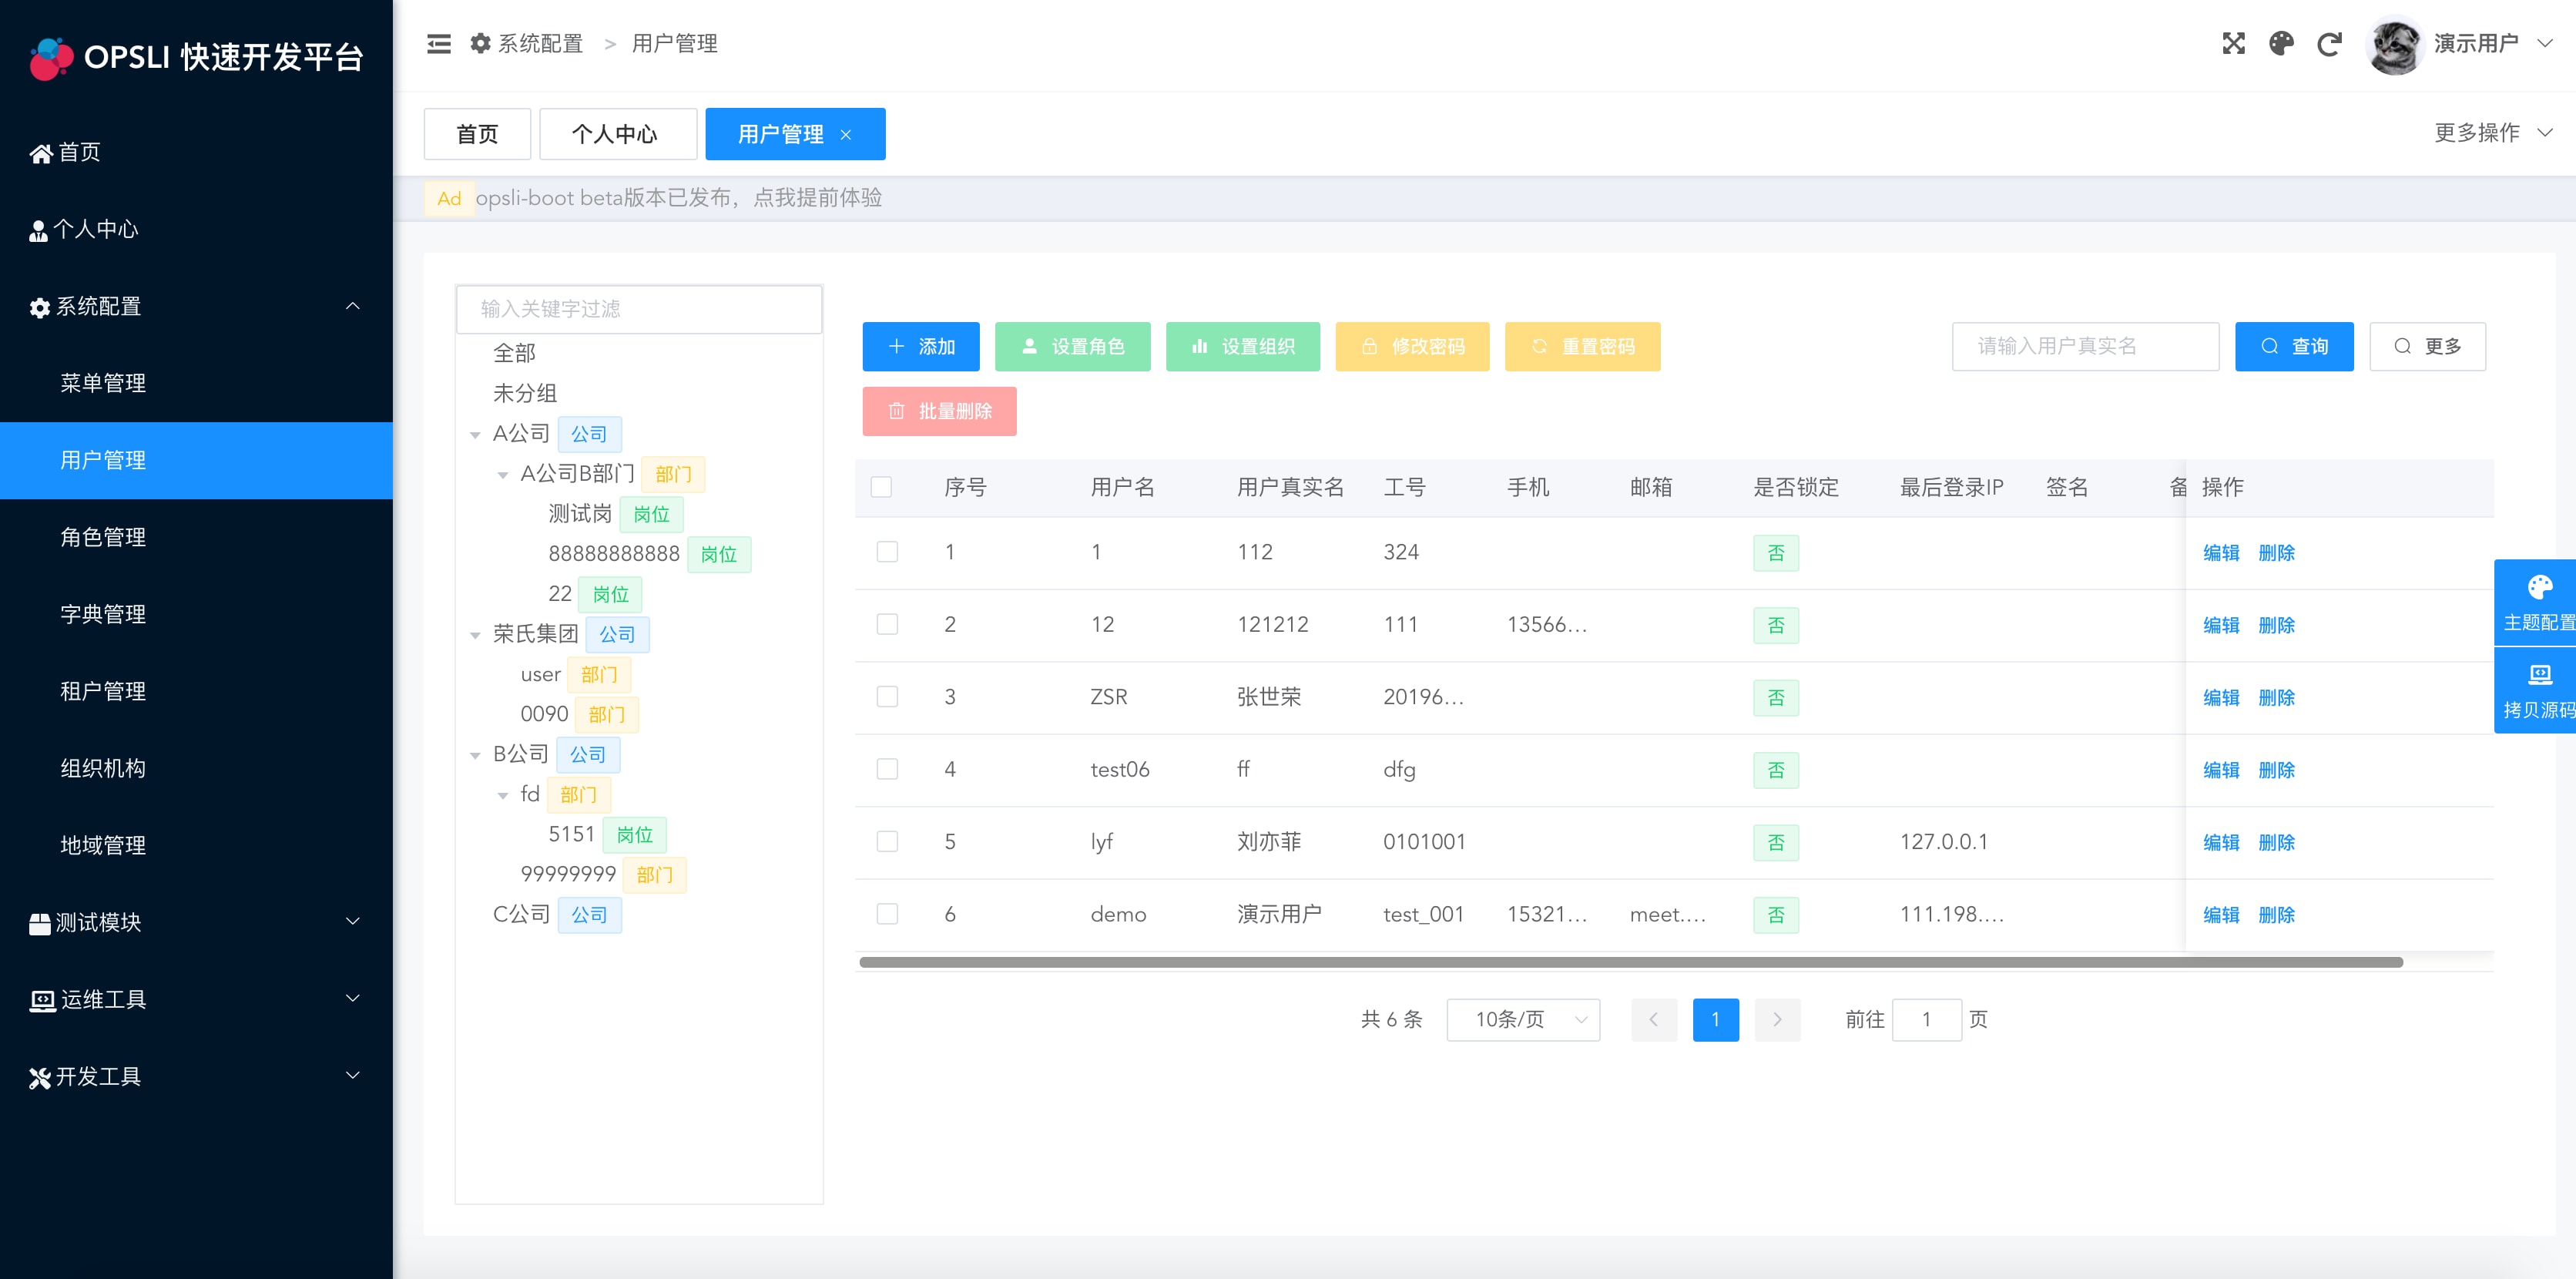 OPSLI 快速开发平台
首页
个人中心
系统配置
菜单管理
用户管理
角色管理
字典管理
租户管理
组织机构
地域管理
测试模块
运维工具
开发工具
系统配置 > 用户管理
演示用户
首页 个人中心 用户管理 ×
更多操作
Ad opsli-boot beta版本已发布，点我提前体验
输入关键字过滤
全部
未分组
A公司 公司
A公司B部门 部门
测试岗 岗位
88888888888 岗位
22 岗位
荣氏集团 公司
user 部门
0090 部门
B公司 公司
fd 部门
5151 岗位
99999999 部门
C公司 公司
添加 设置角色 设置组织 修改密码 重置密码
批量删除
请输入用户真实名 查询 更多
序号 用户名 用户真实名 工号 手机 邮箱 是否锁定 最后登录IP 签名 备 操作
1 1 112 324 否 编辑 删除
2 12 121212 111 13566... 否 编辑 删除
3 ZSR 张世荣 20196... 否 编辑 删除
4 test06 ff dfg 否 编辑 删除
5 lyf 刘亦菲 0101001 否 127.0.0.1 编辑 删除
6 demo 演示用户 test_001 15321... meet.... 否 111.198.... 编辑 删除
共 6 条 10条/页 < 1 > 前往 1 页
主题配置
拷贝源码